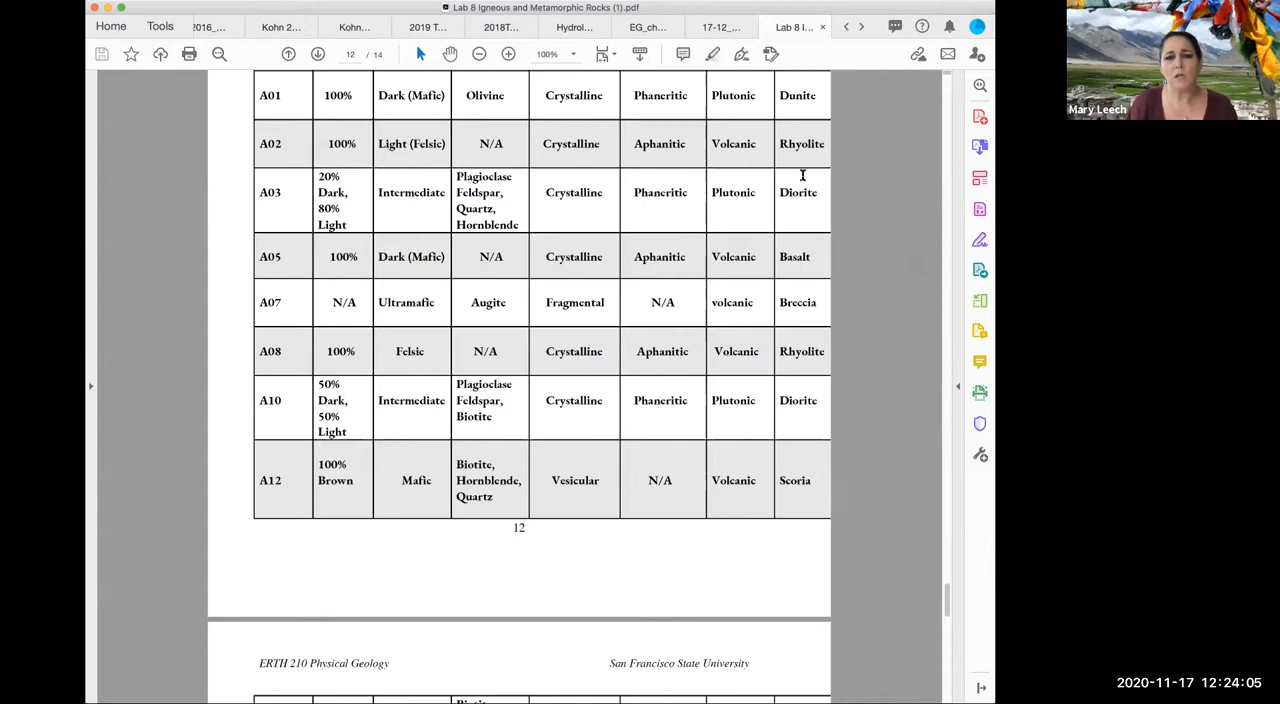 Lab 8 Igneous and Metamorphic Rocks (1).pdf
Home Tools 2016_... Kohn 2... Kohn... 2019 T... 2018T... Hydrol... EG_ch... 17-12_... Lab 8 I... ×
12 / 14 100%
Mary Leech
A01 100% Dark (Mafic) Olivine Crystalline Phaneritic Plutonic Dunite
A02 100% Light (Felsic) N/A Crystalline Aphanitic Volcanic Rhyolite
A03 20% Dark, 80% Light Intermediate Plagioclase Feldspar, Quartz, Hornblende Crystalline Phaneritic Plutonic Diorite
A05 100% Dark (Mafic) N/A Crystalline Aphanitic Volcanic Basalt
A07 N/A Ultramafic Augite Fragmental N/A volcanic Breccia
A08 100% Felsic N/A Crystalline Aphanitic Volcanic Rhyolite
A10 50% Dark, 50% Light Intermediate Plagioclase Feldspar, Biotite Crystalline Phaneritic Plutonic Diorite
A12 100% Brown Mafic Biotite, Hornblende, Quartz Vesicular N/A Volcanic Scoria
12
ERTH 210 Physical Geology San Francisco State University
Biotite
2020-11-17 12:24:05